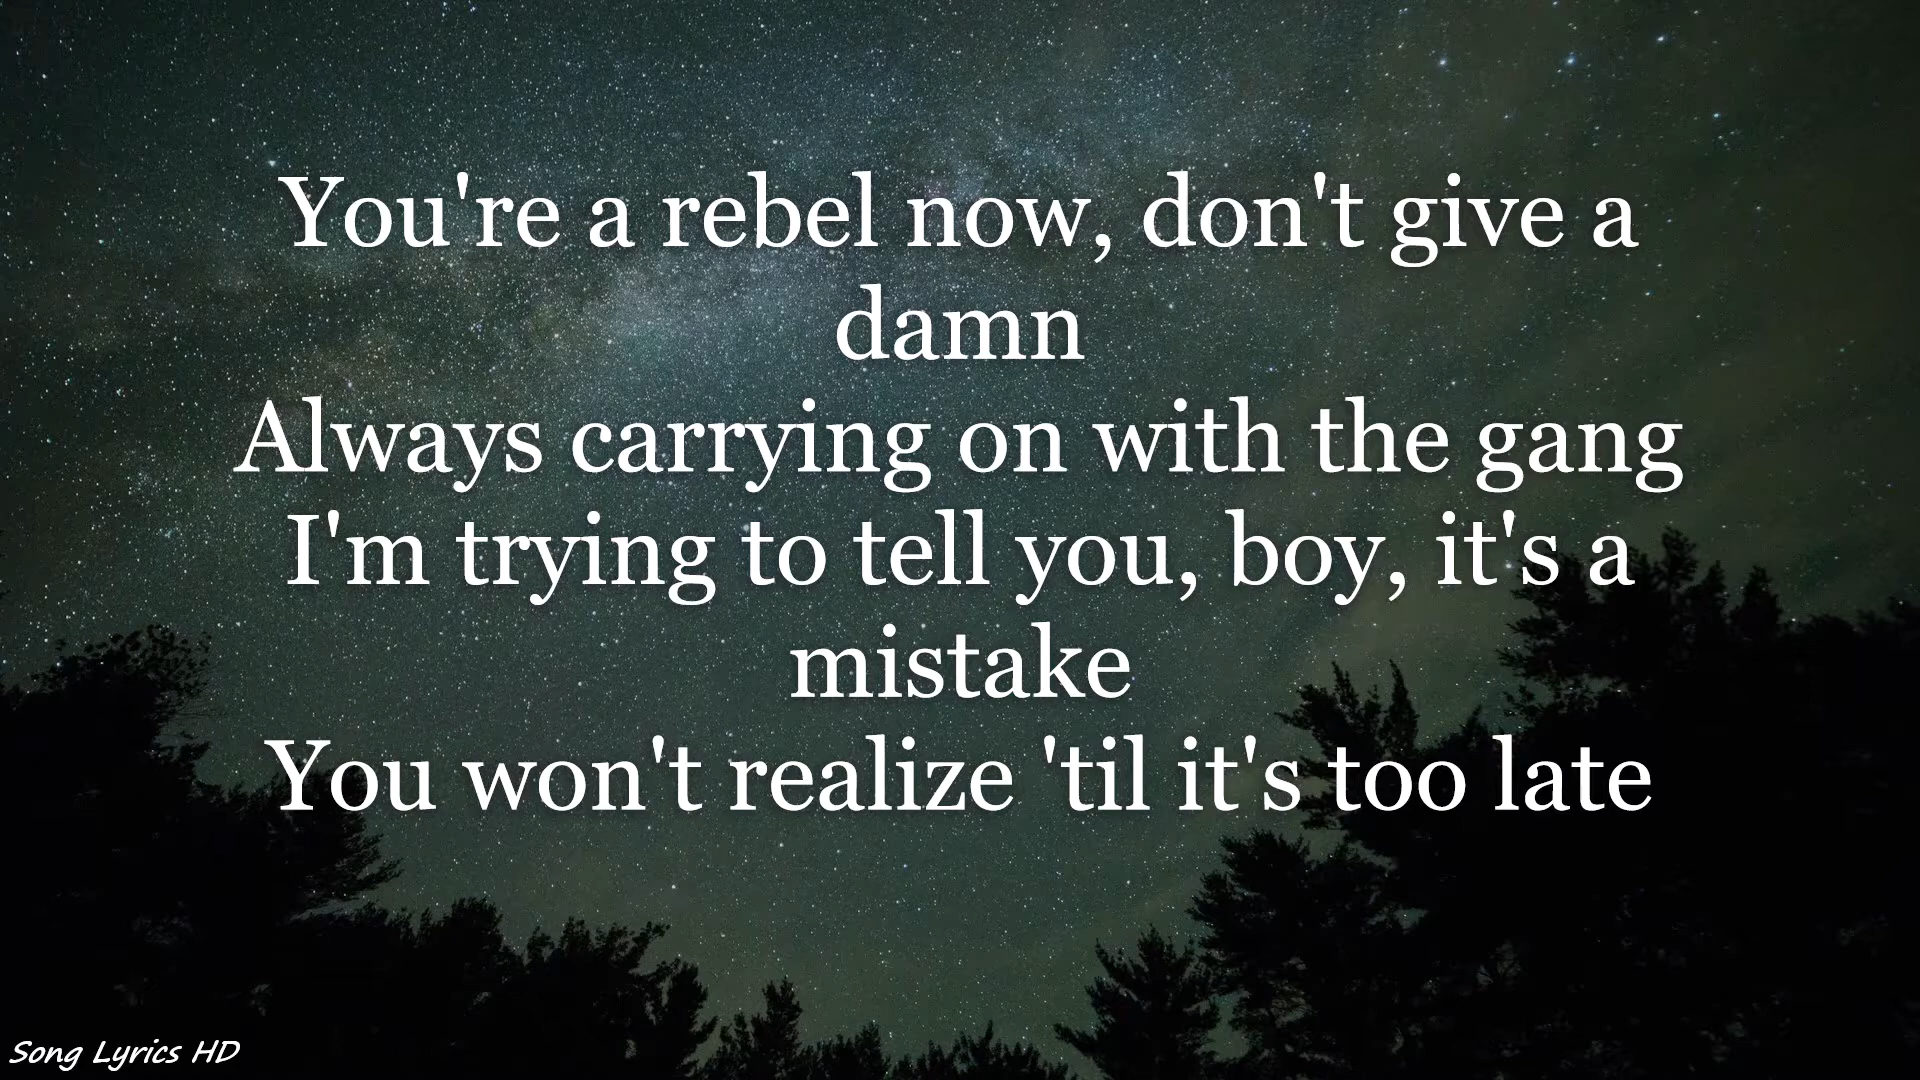 You're a rebel now, don't give a
damn
Always carrying on with the gang
I'm trying to tell you, boy, it's a
mistake
You won't realize 'til it's too late
Song Lyrics HD